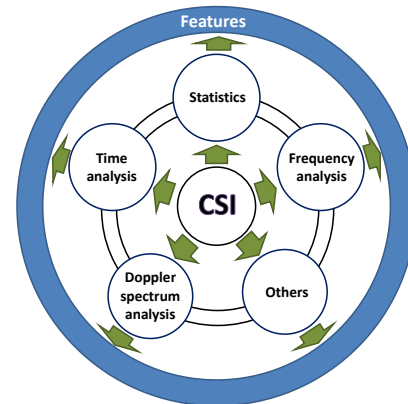 Features
Statistics
Time
analysis
Frequency
analysis
CSI
Doppler
spectrum
analysis
Others